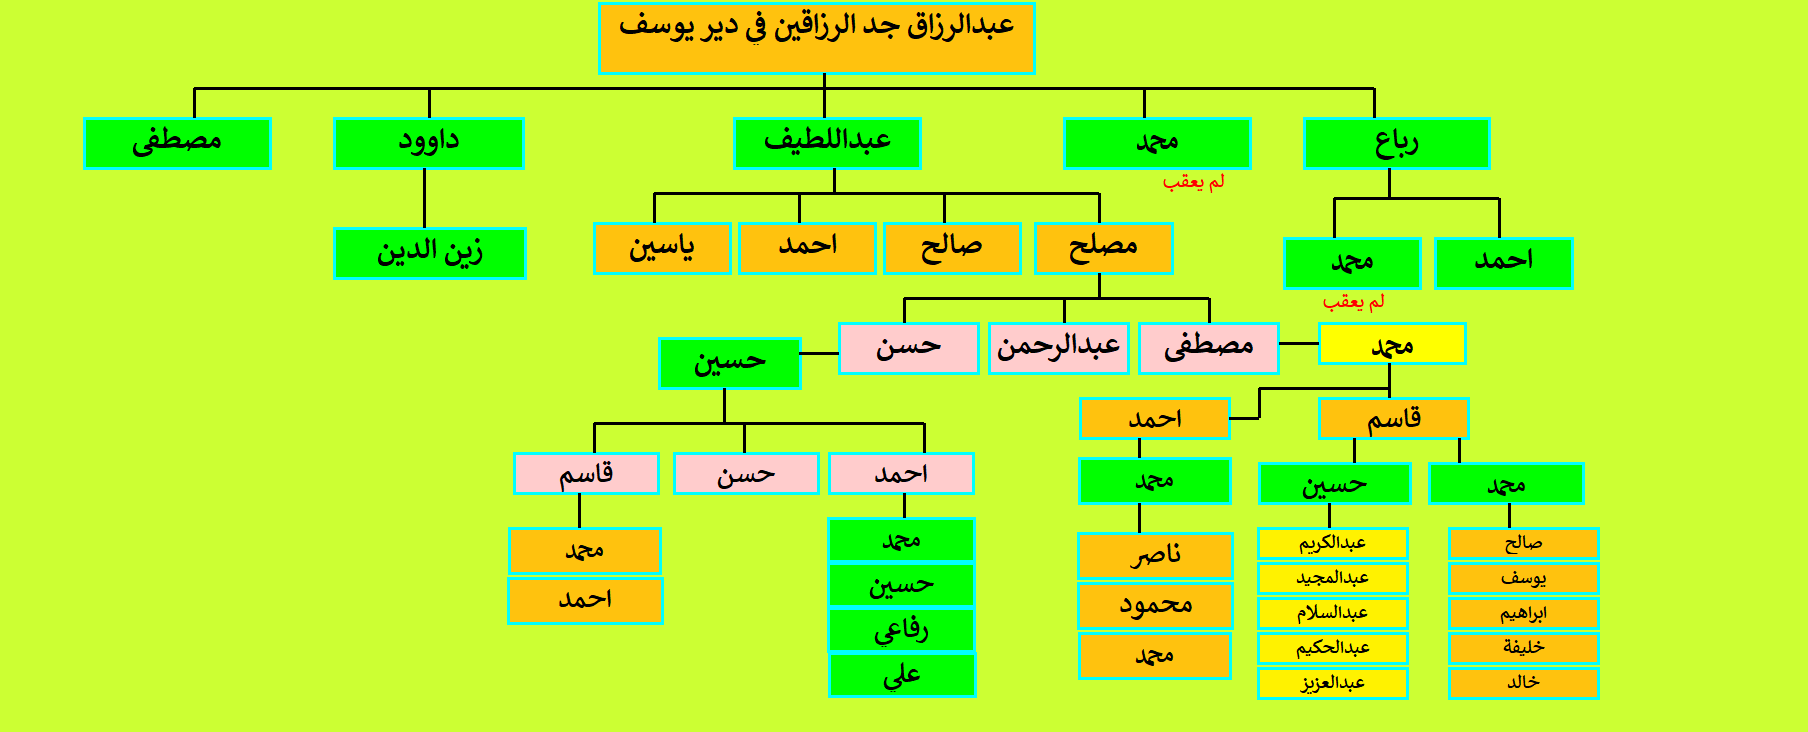 عبدالرزاق جد الرزاقين في دير يوسف
رباع
محمد
عبداللطيف
داوود
مصطفى
لم يعقب
احمد
محمد
مصلح
صالح
احمد
ياسين
زين الدين
لم يعقب
محمد
مصطفى
عبدالرحمن
حسن
حسين
قاسم
احمد
محمد
حسين
محمد
احمد
حسن
قاسم
صالح
يوسف
ابراهيم
خليفة
خالد
عبدالكريم
عبدالمجيد
عبدالسلام
عبدالحكيم
عبدالعزيز
ناصر
محمود
محمد
محمد
حسين
رفاعي
علي
محمد
احمد